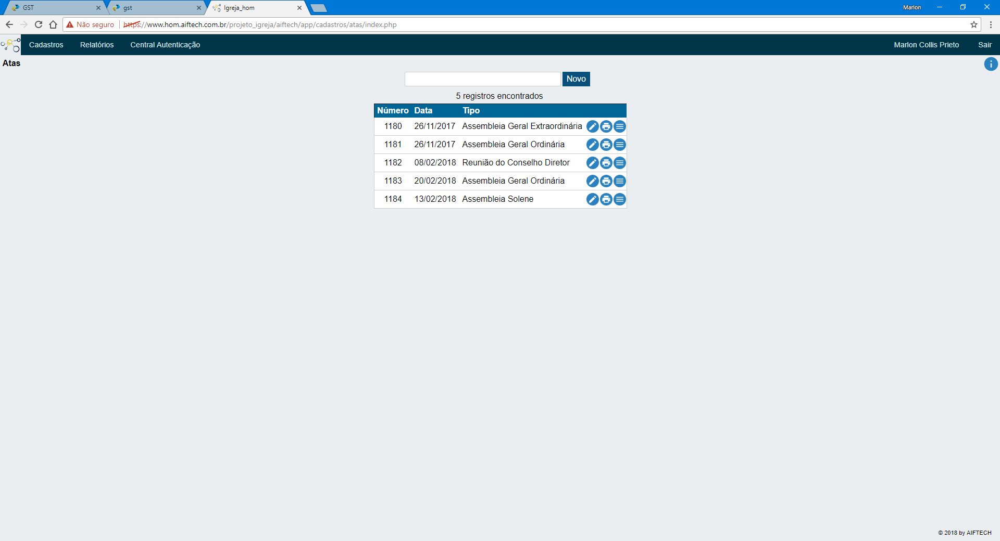 GST
gst
Igreja_hom
Marlon
Não seguro
https://www.hom.aiftech.com.br/projeto_igreja/aiftech/app/cadastros/atas/index.php
Cadastros Relatórios Central Autenticação Marlon Collis Prieto Sair
Atas
Novo
5 registros encontrados
Número Data Tipo
1180 26/11/2017 Assembleia Geral Extraordinária
1181 26/11/2017 Assembleia Geral Ordinária
1182 08/02/2018 Reunião do Conselho Diretor
1183 20/02/2018 Assembleia Geral Ordinária
1184 13/02/2018 Assembleia Solene
© 2018 by AIFTECH